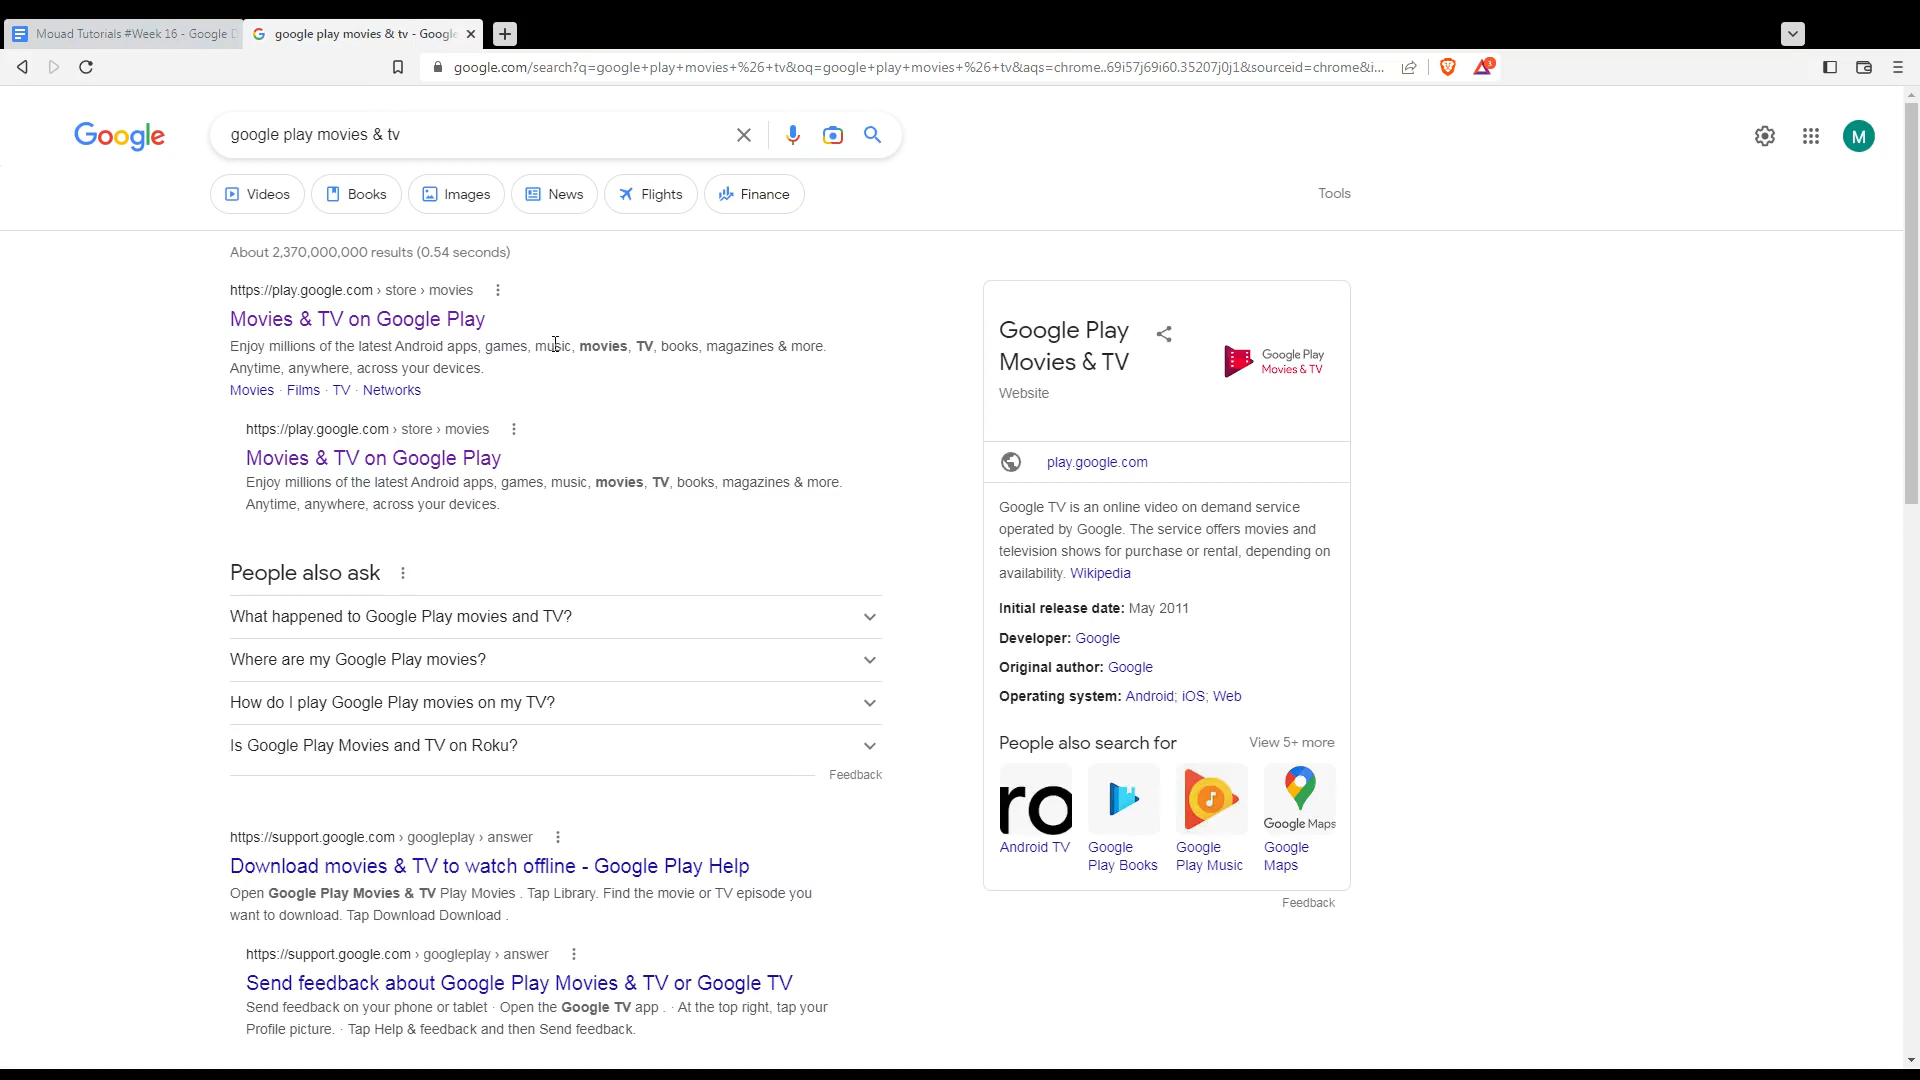 Mouad Tutorials #Week 16 - Google D
google play movies & tv - Google
google.com/search?q=google+play+movies+%26+tv&oq=google+play+movies+%26+tv&aqs=chrome..69i57j69i60.35207j0j1&sourceid=chrome&i...
1
Google
google play movies & tv
M
Videos
Books
Images
News
Flights
Finance
Tools
About 2,370,000,000 results (0.54 seconds)
https://play.google.com › store › movies
Movies & TV on Google Play
Enjoy millions of the latest Android apps, games, music, movies, TV, books, magazines & more.
Anytime, anywhere, across your devices.
Movies · Films · TV · Networks
https://play.google.com › store › movies
Movies & TV on Google Play
Enjoy millions of the latest Android apps, games, music, movies, TV, books, magazines & more.
Anytime, anywhere, across your devices.
People also ask
What happened to Google Play movies and TV?
Where are my Google Play movies?
How do I play Google Play movies on my TV?
Is Google Play Movies and TV on Roku?
Feedback
https://support.google.com › googleplay › answer
Download movies & TV to watch offline - Google Play Help
Open Google Play Movies & TV Play Movies . Tap Library. Find the movie or TV episode you
want to download. Tap Download Download .
https://support.google.com › googleplay › answer
Send feedback about Google Play Movies & TV or Google TV
Send feedback on your phone or tablet · Open the Google TV app . · At the top right, tap your
Profile picture. · Tap Help & feedback and then Send feedback.
Google Play
Movies & TV
Website
Google Play
Movies & TV
play.google.com
Google TV is an online video on demand service
operated by Google. The service offers movies and
television shows for purchase or rental, depending on
availability. Wikipedia
Initial release date: May 2011
Developer: Google
Original author: Google
Operating system: Android; iOS; Web
People also search for
View 5+ more
ro
Google Maps
Android TV
Google
Play Books
Google
Play Music
Google
Maps
Feedback